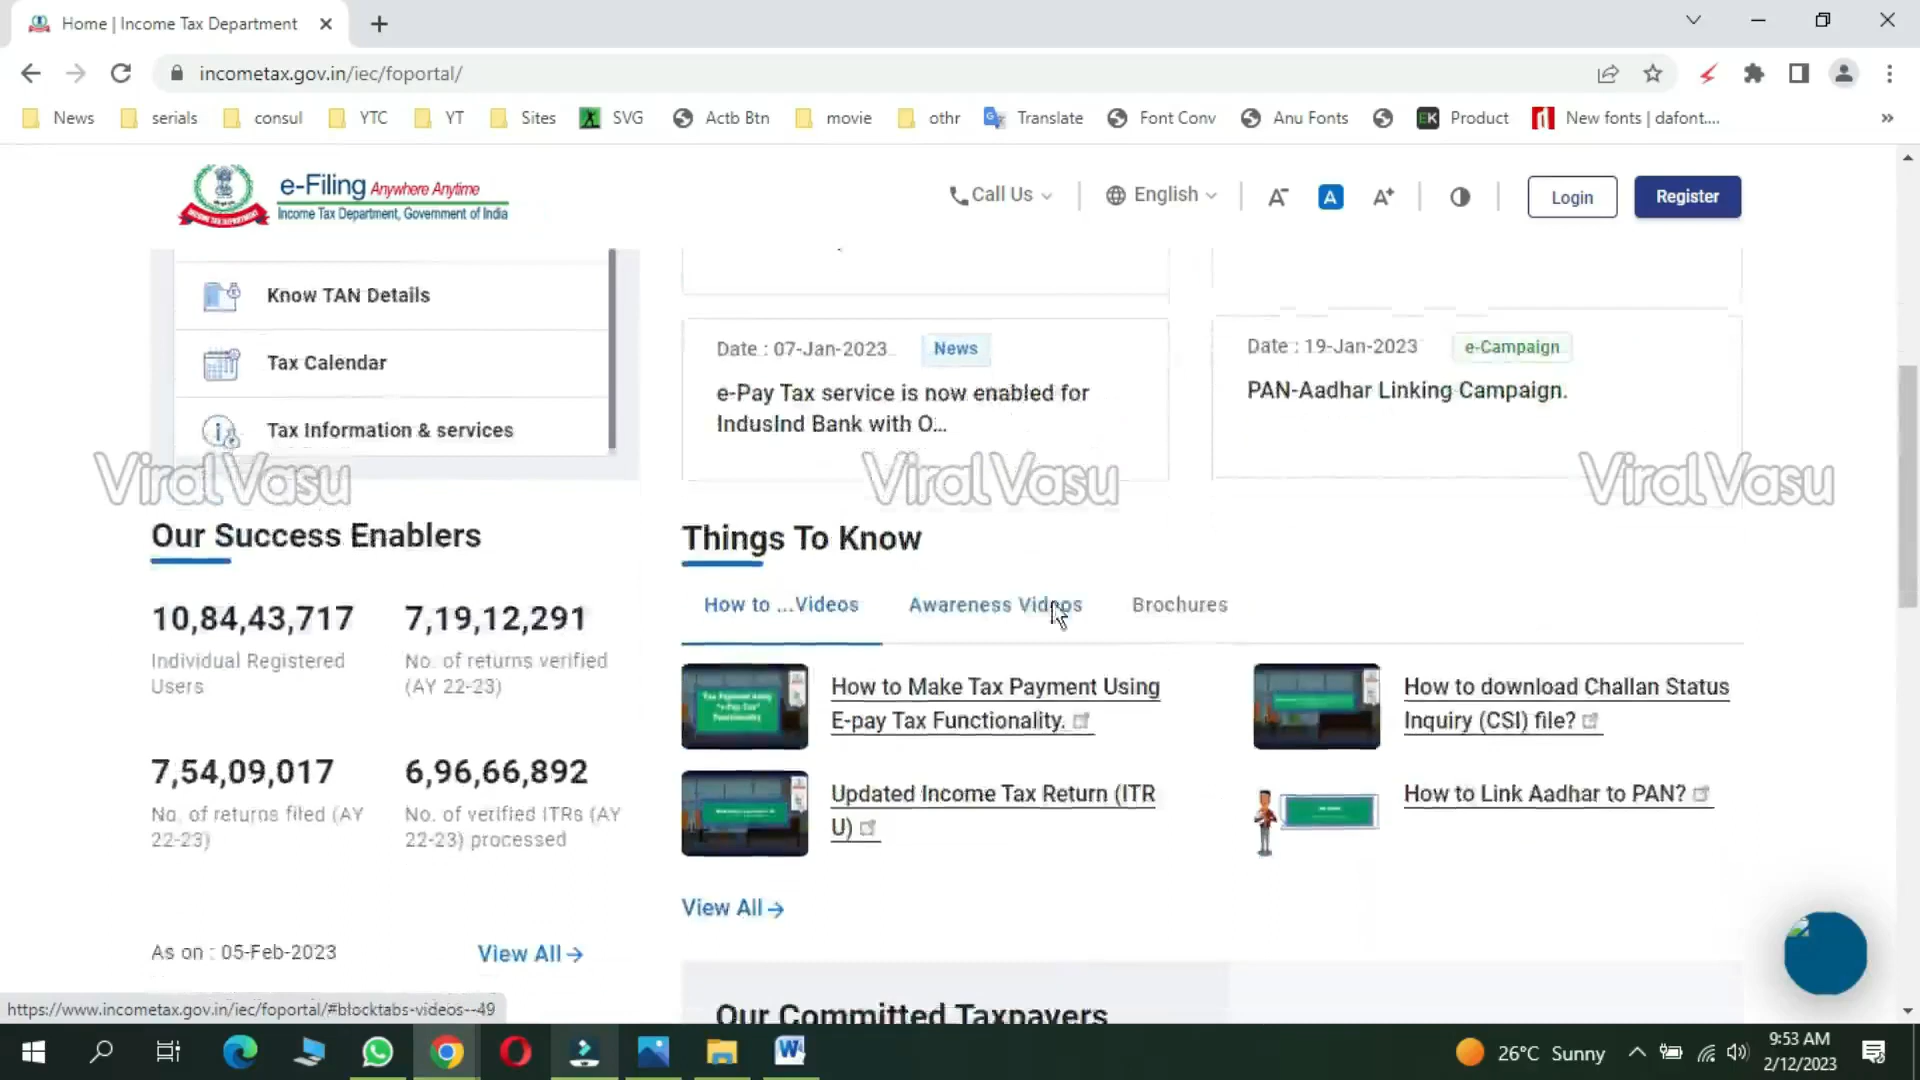 Home | Income Tax Department
incometax.gov.in/iec/foportal/
News serials consul YTC YT Sites SVG Actb Btn movie othr Translate Font Conv Anu Fonts EK Product New fonts | dafont....
e-Filing Anywhere Anytime
Income Tax Department, Government of India
Call Us English A- A A+ Login Register
Know TAN Details
Tax Calendar
Tax Information & services
Date : 07-Jan-2023 News
e-Pay Tax service is now enabled for
IndusInd Bank with O...
Date : 19-Jan-2023 e-Campaign
PAN-Aadhar Linking Campaign.
Viral Vasu Viral Vasu Viral Vasu
Our Success Enablers
10,84,43,717
Individual Registered
Users
7,19,12,291
No. of returns verified
(AY 22-23)
7,54,09,017
No. of returns filed (AY
22-23)
6,96,66,892
No. of verified ITRs (AY
22-23) processed
As on : 05-Feb-2023 View All
Things To Know
How to ...Videos Awareness Videos Brochures
How to Make Tax Payment Using
E-pay Tax Functionality.
How to download Challan Status
Inquiry (CSI) file?
Updated Income Tax Return (ITR
U)
How to Link Aadhar to PAN?
View All
Our Committed Taxpayers
https://www.incometax.gov.in/iec/foportal/#blocktabs-videos--49
26°C Sunny
9:53 AM
2/12/2023